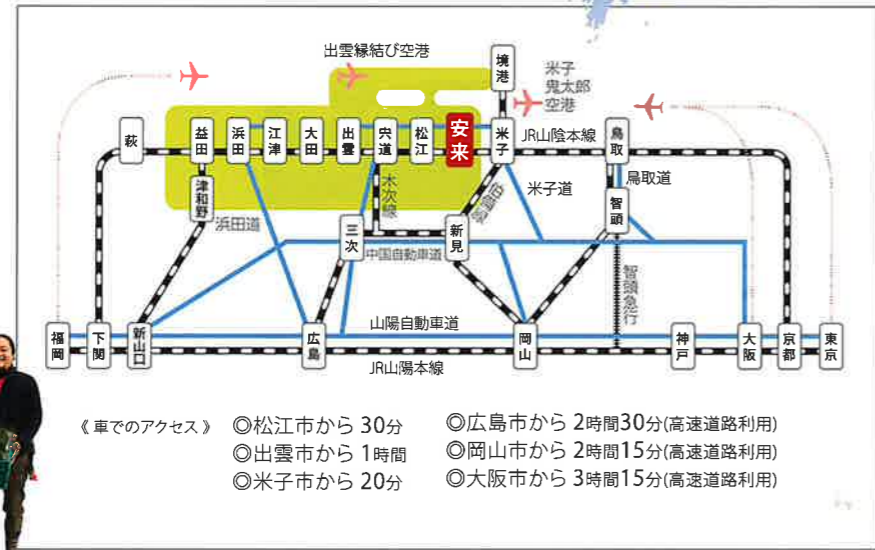 出雲縁結び空港
境港
米子
鬼太郎
空港
萩
益田
浜田
江津
大田
出雲
宍道
松江
安来
米子
JR山陰本線
鳥取
津和野
浜田道
木次線
伯備線
米子道
鳥取道
智頭
三次
中国自動車道
新見
智頭急行
山陽自動車道
福岡
下関
新山口
広島
岡山
神戸
大阪
京都
東京
JR山陽本線
《 車でのアクセス 》
◎松江市から 30分
◎出雲市から 1時間
◎米子市から 20分
◎広島市から 2時間30分(高速道路利用)
◎岡山市から 2時間15分(高速道路利用)
◎大阪市から 3時間15分(高速道路利用)